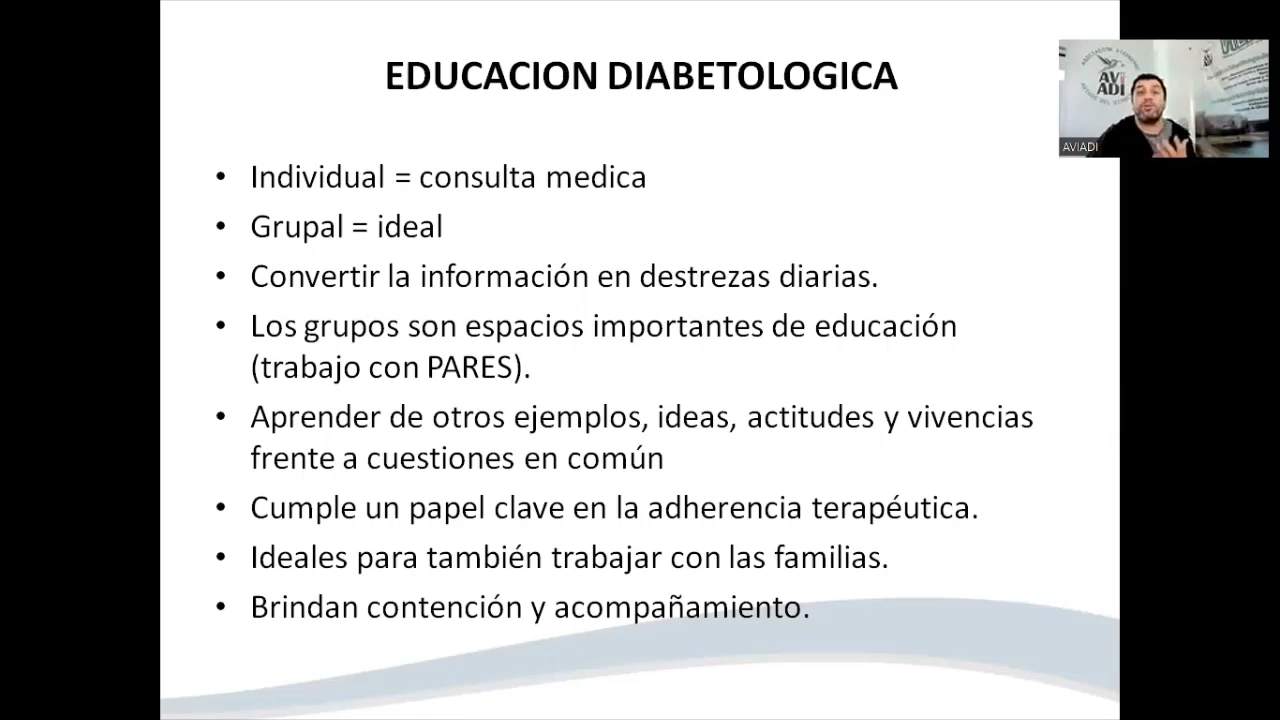 EDUCACION DIABETOLOGICA
• Individual = consulta medica
• Grupal = ideal
• Convertir la información en destrezas diarias.
• Los grupos son espacios importantes de educación
(trabajo con PARES).
• Aprender de otros ejemplos, ideas, actitudes y vivencias
frente a cuestiones en común
• Cumple un papel clave en la adherencia terapéutica.
• Ideales para también trabajar con las familias.
• Brindan contención y acompañamiento.
AVIADI